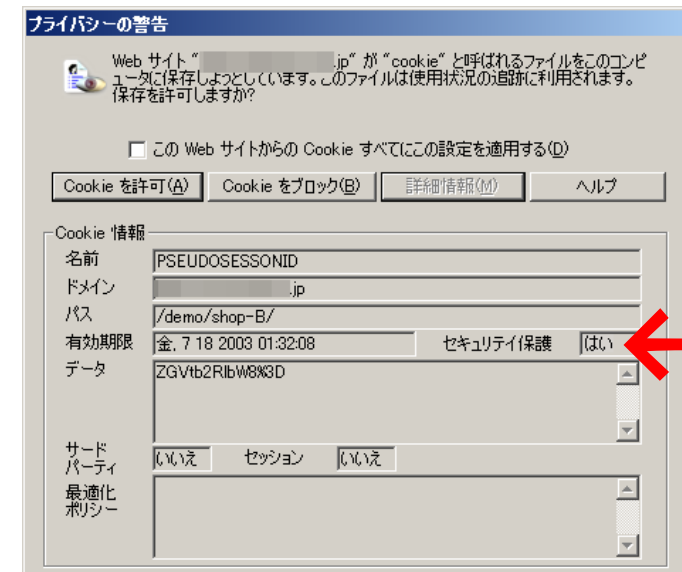 プライバシーの警告
Web サイト “ .jp” が “cookie” と呼ばれるファイルをこのコンピ
ュータに保存しようとしています。このファイルは使用状況の追跡に利用されます。
保存を許可しますか?
この Web サイトからの Cookie すべてにこの設定を適用する(D)
Cookie を許可(A) Cookie をブロック(B) 詳細情報(M) ヘルプ
Cookie 情報
名前 PSEUDOSESSONID
ドメイン .jp
パス /demo/shop-B/
有効期限 金, 7 18 2003 01:32:08 セキュリティ保護 はい
データ ZGVtb2RlbW8%3D
サード
パーティ いいえ セッション いいえ
最適化
ポリシー